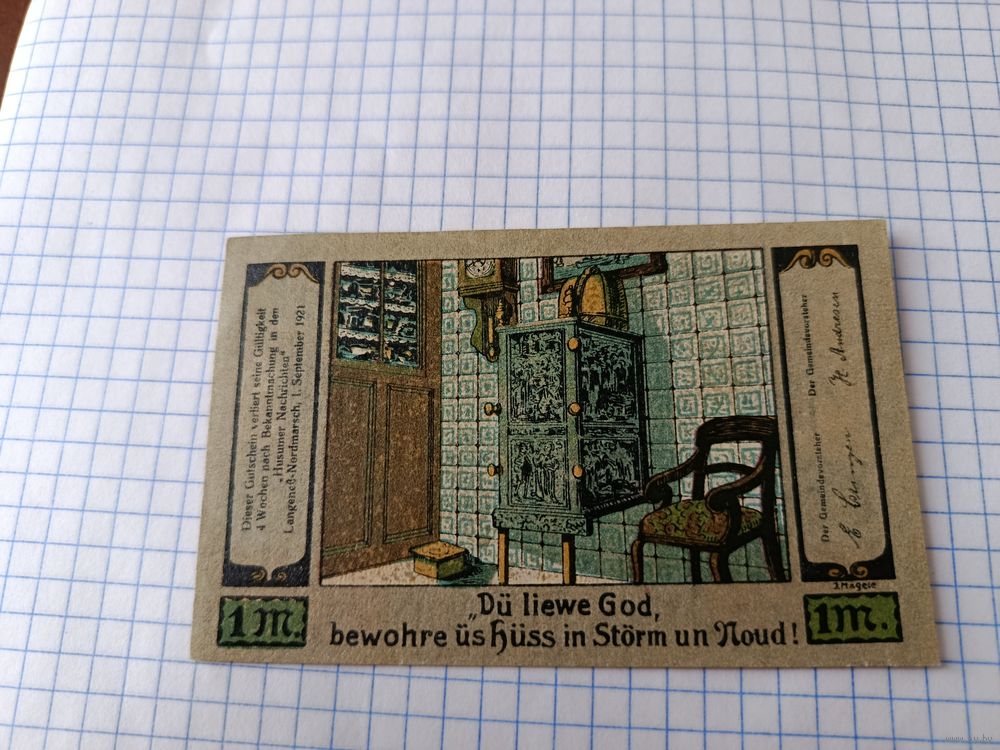 Dieser Gutschein verliert seine Gültigkeit
4 Wochen nach Bekanntmachung in den
„Husumer Nachrichten“
Langeneß-Nordmarsch, 1. September 1921
Der Gemeindevorsteher
Der Gemeindevorsteher
Andresen
J. Magele
1 M.
„Dü liewe God,
bewohre üs Hüss in Störm un Noud!
1 M.